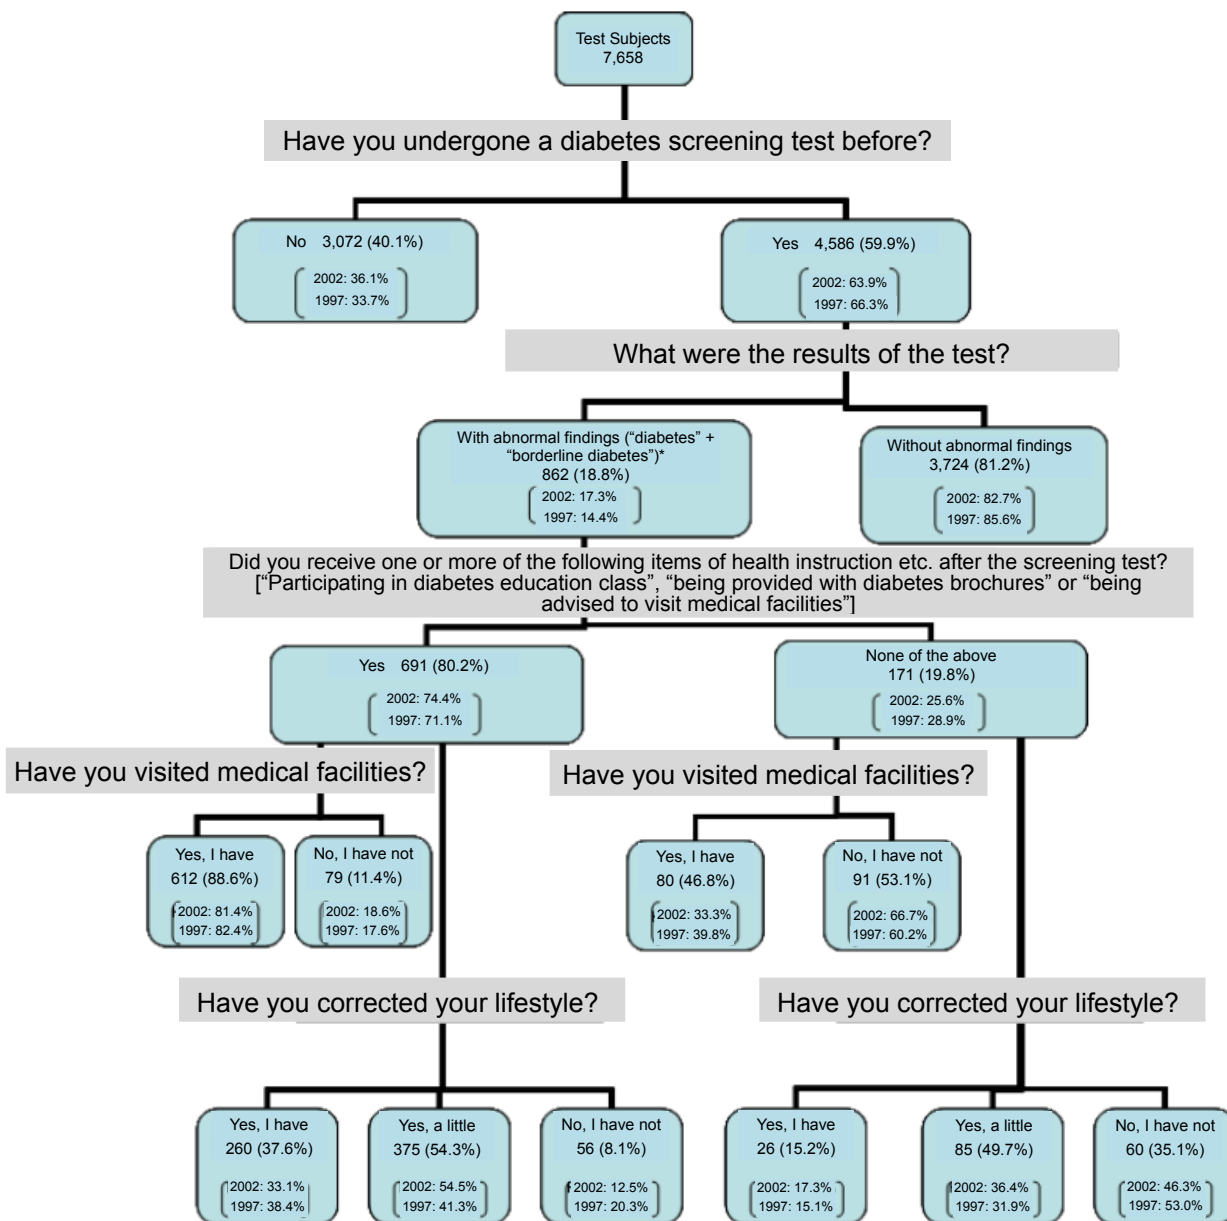 Test Subjects
7,658
Have you undergone a diabetes screening test before?
No 3,072 (40.1%)
2002: 36.1%
1997: 33.7%
Yes 4,586 (59.9%)
2002: 63.9%
1997: 66.3%
What were the results of the test?
With abnormal findings (“diabetes” +
“borderline diabetes”)*
862 (18.8%)
2002: 17.3%
1997: 14.4%
Without abnormal findings
3,724 (81.2%)
2002: 82.7%
1997: 85.6%
Did you receive one or more of the following items of health instruction etc. after the screening test?
[“Participating in diabetes education class”, “being provided with diabetes brochures” or “being
advised to visit medical facilities”]
Yes 691 (80.2%)
2002: 74.4%
1997: 71.1%
None of the above
171 (19.8%)
2002: 25.6%
1997: 28.9%
Have you visited medical facilities?
Have you visited medical facilities?
Yes, I have
612 (88.6%)
2002: 81.4%
1997: 82.4%
No, I have not
79 (11.4%)
2002: 18.6%
1997: 17.6%
Yes, I have
80 (46.8%)
2002: 33.3%
1997: 39.8%
No, I have not
91 (53.1%)
2002: 66.7%
1997: 60.2%
Have you corrected your lifestyle?
Have you corrected your lifestyle?
Yes, I have
260 (37.6%)
2002: 33.1%
1997: 38.4%
Yes, a little
375 (54.3%)
2002: 54.5%
1997: 41.3%
No, I have not
56 (8.1%)
2002: 12.5%
1997: 20.3%
Yes, I have
26 (15.2%)
2002: 17.3%
1997: 15.1%
Yes, a little
85 (49.7%)
2002: 36.4%
1997: 31.9%
No, I have not
60 (35.1%)
2002: 46.3%
1997: 53.0%